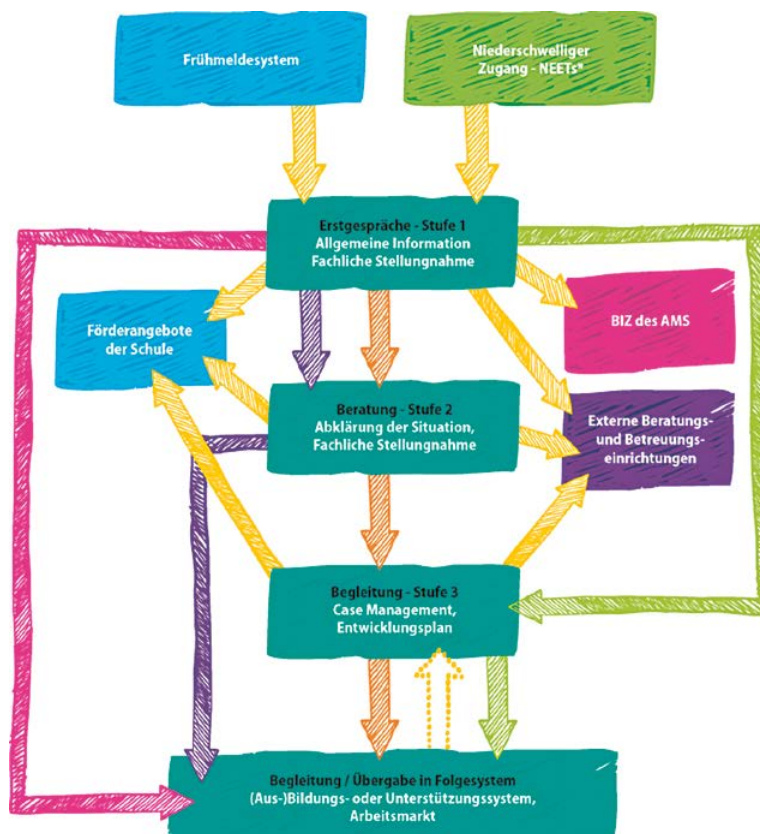 Frühmeldesystem
Niederschwelliger
Zugang - NEETs*
Erstgespräche - Stufe 1
Allgemeine Information
Fachliche Stellungnahme
Förderangebote
der Schule
BIZ des AMS
Beratung - Stufe 2
Abklärung der Situation,
Fachliche Stellungnahme
Externe Beratungs-
und Betreuungs-
einrichtungen
Begleitung - Stufe 3
Case Management,
Entwicklungsplan
Begleitung / Übergabe in Folgesystem
(Aus-)Bildungs- oder Unterstützungssystem,
Arbeitsmarkt